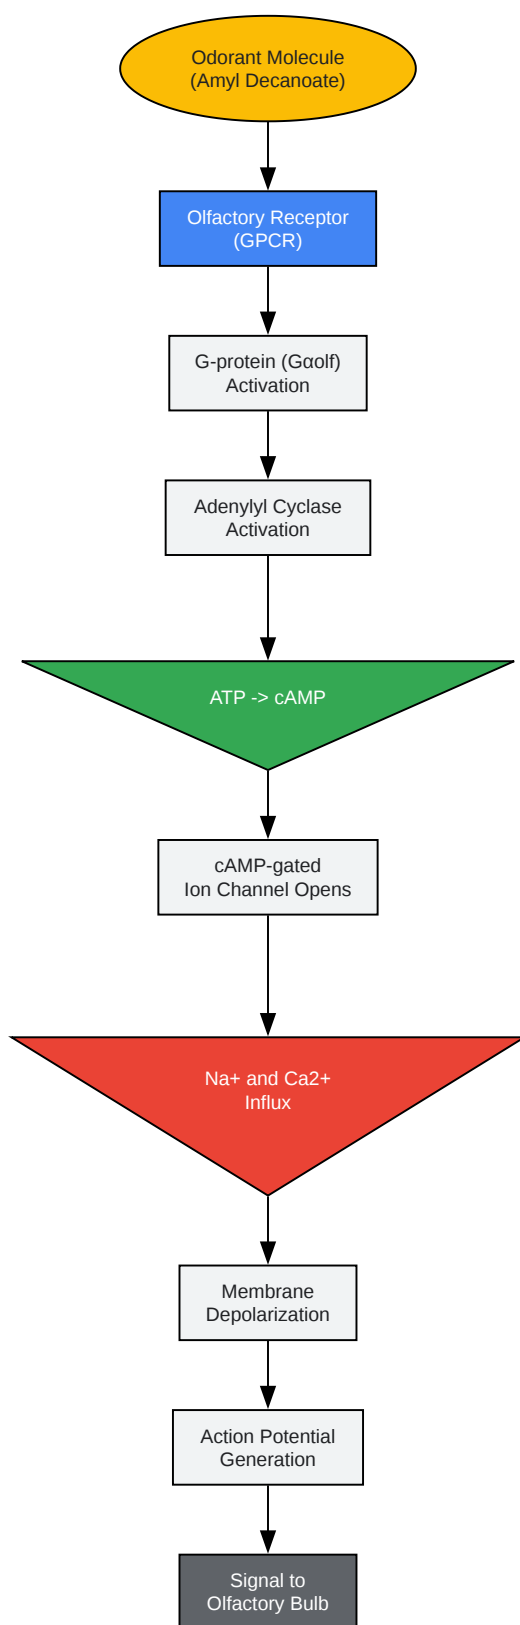 Odorant Molecule
(Amyl Decanoate)
Olfactory Receptor
(GPCR)
G-protein (Gαolf)
Activation
Adenylyl Cyclase
Activation
ATP -> cAMP
cAMP-gated
Ion Channel Opens
Na+ and Ca2+
Influx
Membrane
Depolarization
Action Potential
Generation
Signal to
Olfactory Bulb